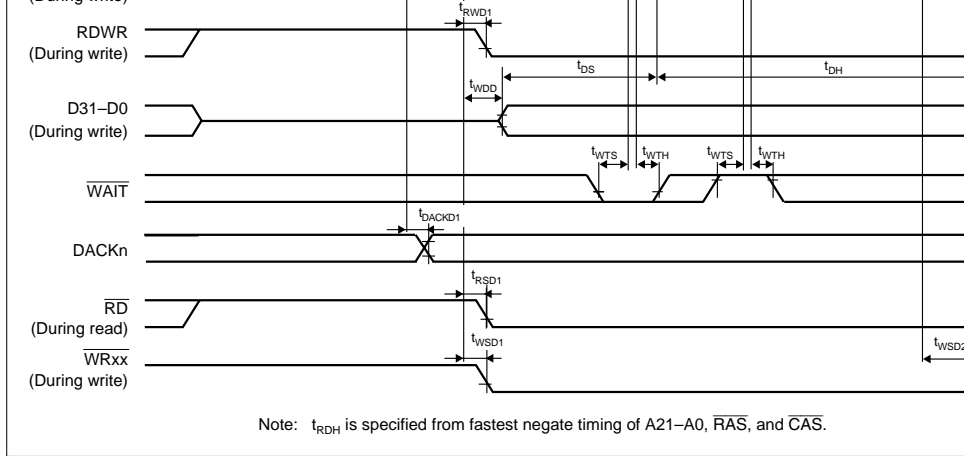 (During write)
tRWD1
RDWR
(During write)
tDS
tDH
tWDD
D31–D0
(During write)
tWTS tWTH tWTS tWTH
WAIT
tDACKD1
DACKn
tRSD1
RD
(During read)
tWSD1
tWSD2
WRxx
(During write)
Note: tRDH is specified from fastest negate timing of A21–A0, RAS, and CAS.